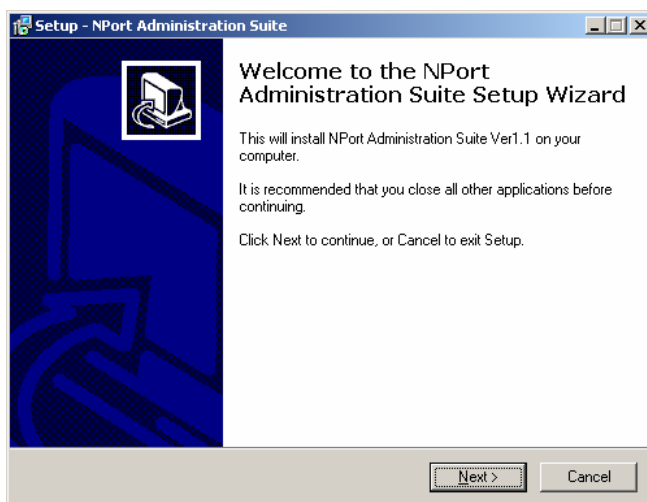 Setup - NPort Administration Suite
Welcome to the NPort
Administration Suite Setup Wizard
This will install NPort Administration Suite Ver1.1 on your
computer.
It is recommended that you close all other applications before
continuing.
Click Next to continue, or Cancel to exit Setup.
Next >
Cancel